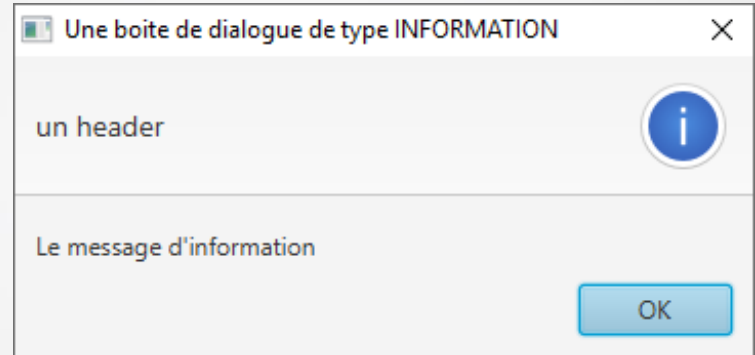 Une boite de dialogue de type INFORMATION
un header
i
Le message d'information
OK